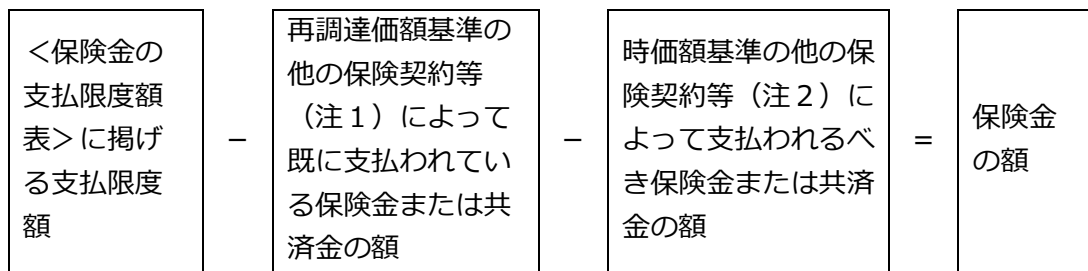 ＜保険金の
支払限度額
表＞に掲げ
る支払限度
額
－
再調達価額基準の
他の保険契約等
（注１）によって
既に支払われてい
る保険金または共
済金の額
－
時価額基準の他の保
険契約等（注２）に
よって支払われるべ
き保険金または共済
金の額
＝
保険金
の額